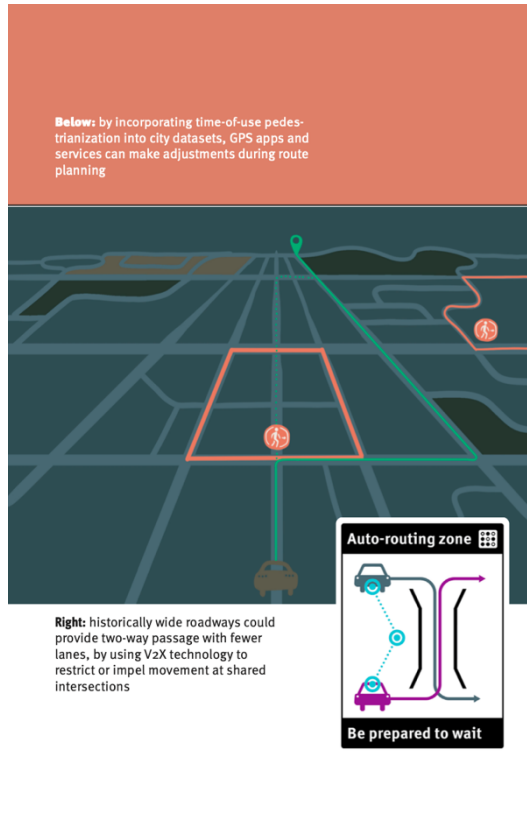 Below: by incorporating time-of-use pedes-
trianization into city datasets, GPS apps and
services can make adjustments during route
planning
Auto-routing zone
Be prepared to wait
Right: historically wide roadways could
provide two-way passage with fewer
lanes, by using V2X technology to
restrict or impel movement at shared
intersections